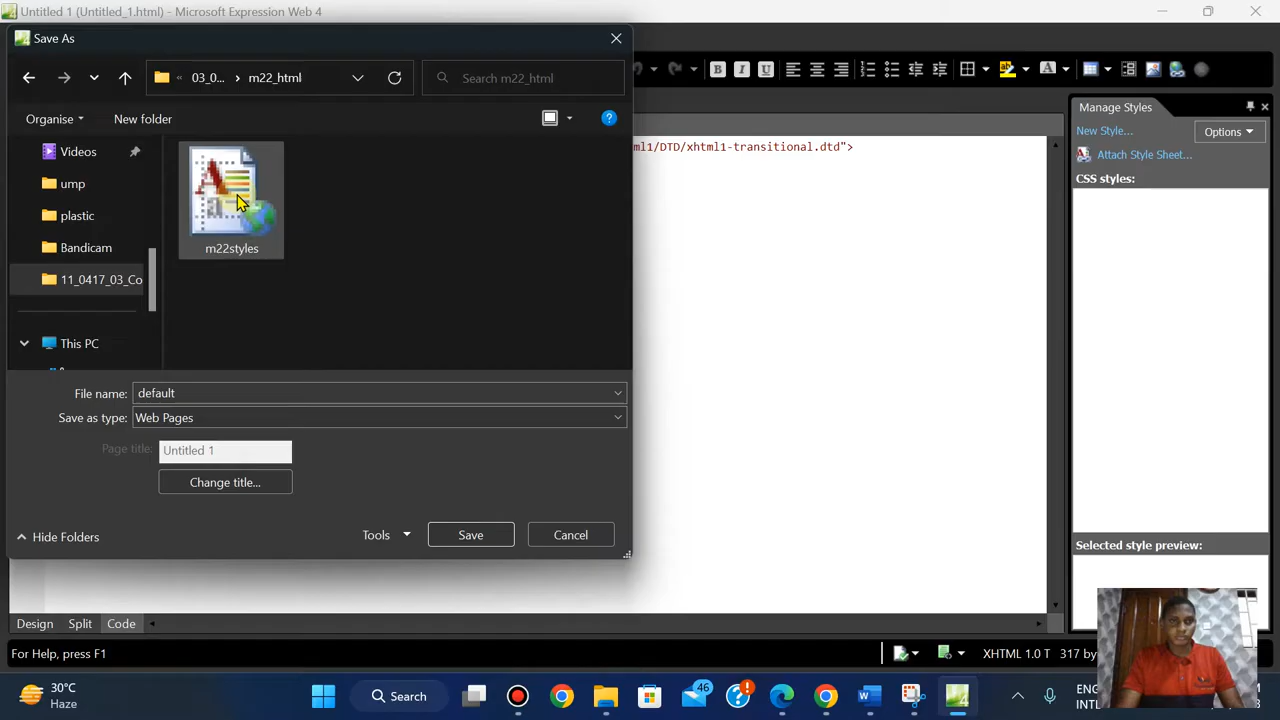 Untitled 1 (Untitled_1.html) - Microsoft Expression Web 4
Save As
« 03_0... > m22_html
Search m22_html
Organise
New folder
Videos
ump
plastic
Bandicam
11_0417_03_Co
This PC
m22styles
File name: default
Save as type: Web Pages
Page title: Untitled 1
Change title...
Hide Folders
Tools
Save
Cancel
B I U
ml1/DTD/xhtml1-transitional.dtd">
Manage Styles
New Style...
Options
Attach Style Sheet...
CSS styles:
Selected style preview:
Design Split Code
For Help, press F1
XHTML 1.0 T 317 by
30°C
Haze
Search
46
ENG
INTL